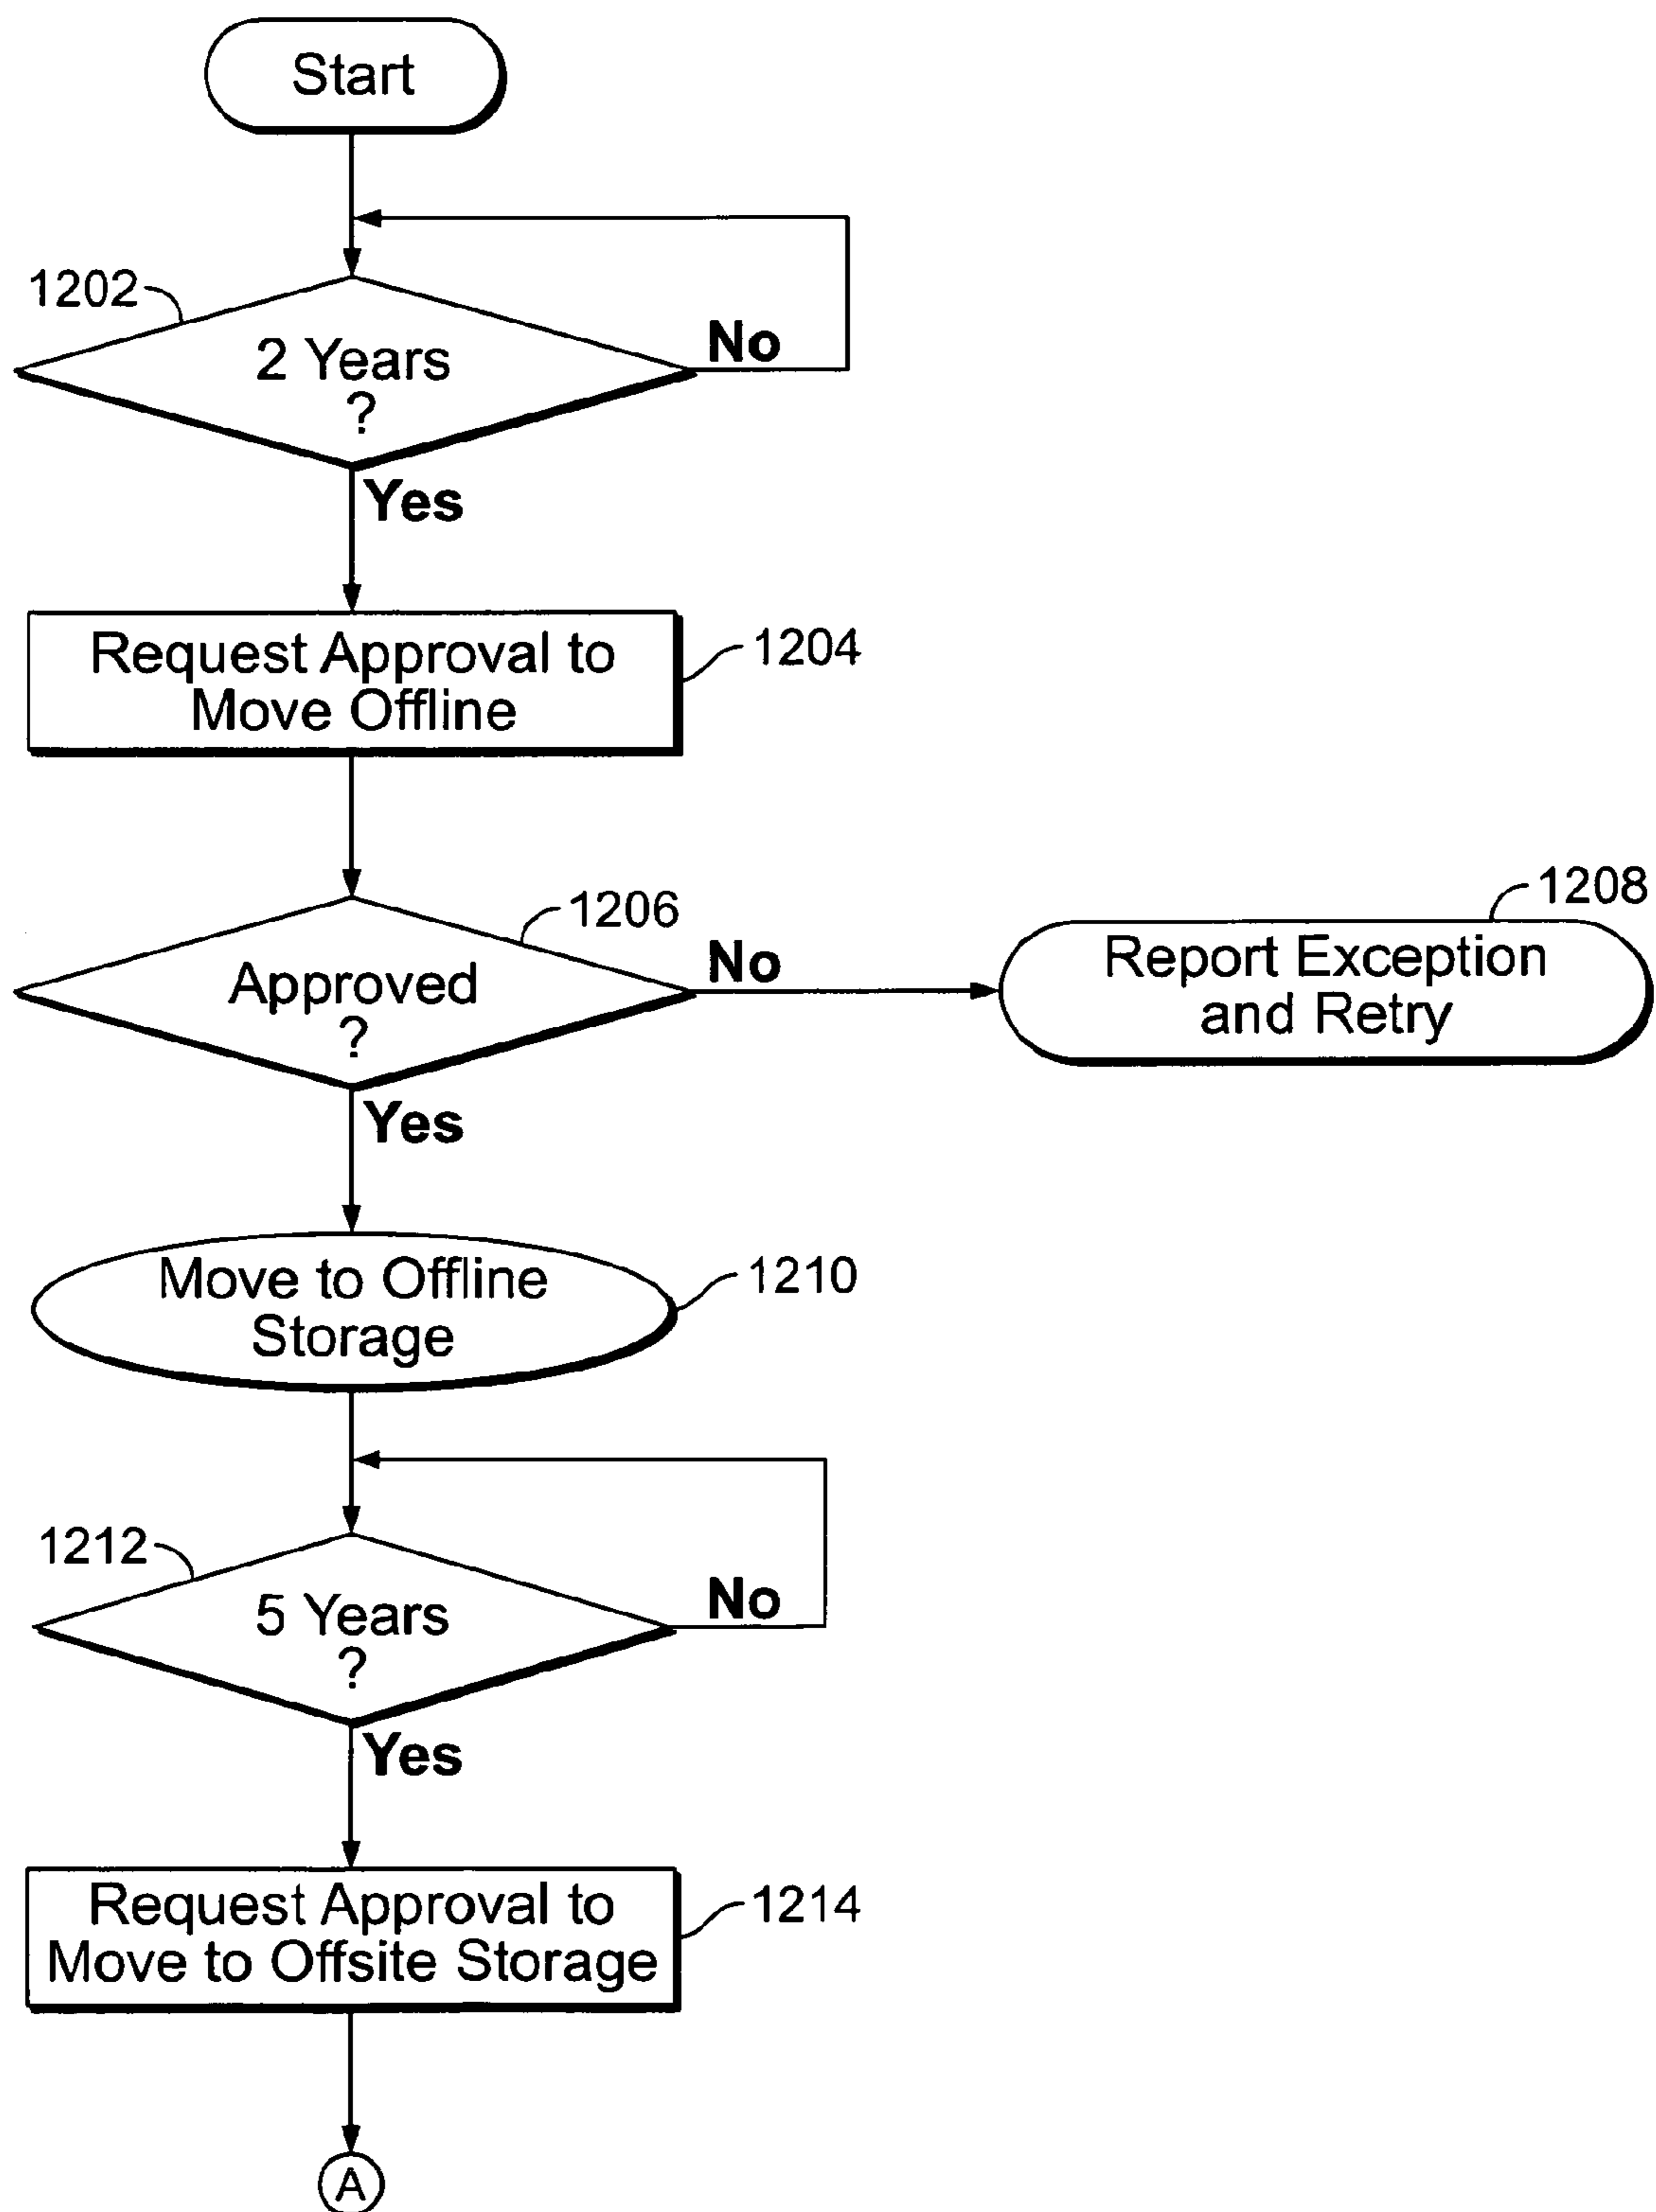 Start
1202
2 Years
?
No
Yes
Request Approval to
Move Offline
1204
1206
Approved
?
No
1208
Report Exception
and Retry
Yes
Move to Offline
Storage
1210
1212
5 Years
?
No
Yes
Request Approval to
Move to Offsite Storage
1214
A